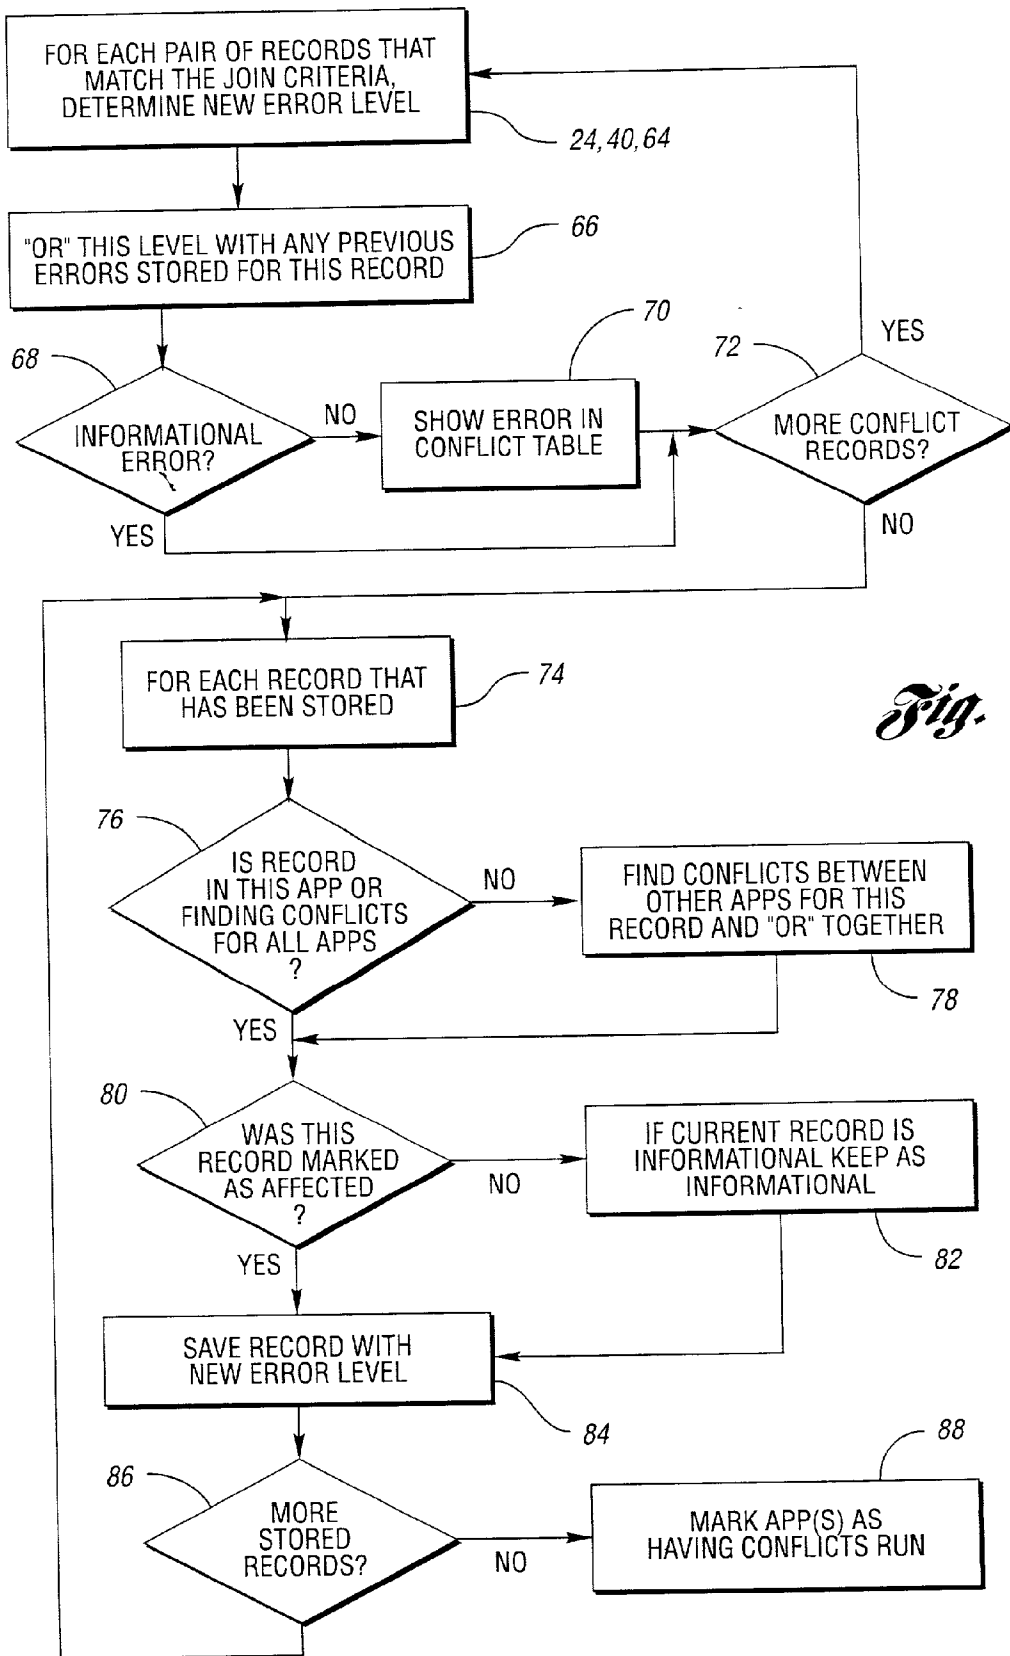 FOR EACH PAIR OF RECORDS THAT
MATCH THE JOIN CRITERIA,
DETERMINE NEW ERROR LEVEL
24,40,64
"OR" THIS LEVEL WITH ANY PREVIOUS
ERRORS STORED FOR THIS RECORD
66
68
INFORMATIONAL
ERROR?
NO
YES
70
SHOW ERROR IN
CONFLICT TABLE
72
MORE CONFLICT
RECORDS?
YES
NO
FOR EACH RECORD THAT
HAS BEEN STORED
74
Fig.
76
IS RECORD
IN THIS APP OR
FINDING CONFLICTS
FOR ALL APPS
?
NO
YES
FIND CONFLICTS BETWEEN
OTHER APPS FOR THIS
RECORD AND "OR" TOGETHER
78
80
WAS THIS
RECORD MARKED
AS AFFECTED
?
NO
YES
IF CURRENT RECORD IS
INFORMATIONAL KEEP AS
INFORMATIONAL
82
SAVE RECORD WITH
NEW ERROR LEVEL
84
86
MORE
STORED
RECORDS?
NO
88
MARK APP(S) AS
HAVING CONFLICTS RUN